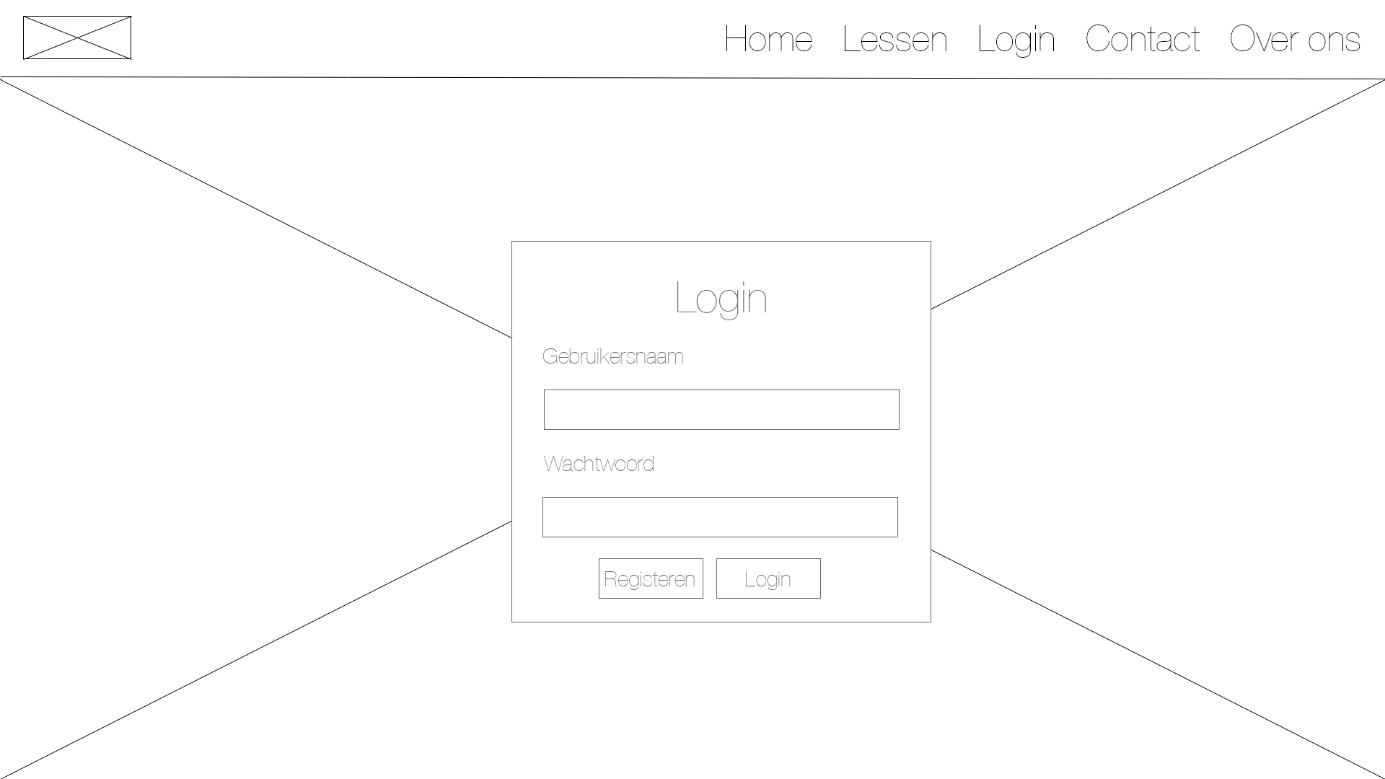 Home Lessen Login Contact Over ons
Login
Gebruikersnaam
Wachtwoord
Registeren Login